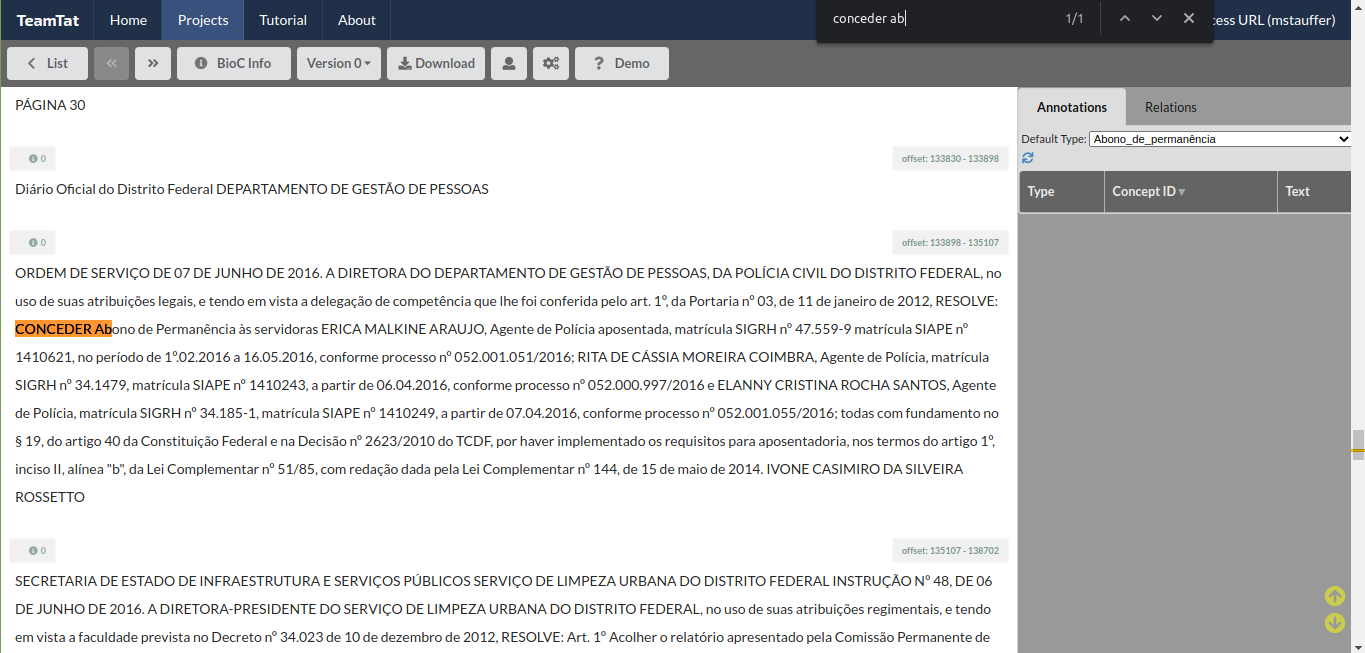 TeamTat Home Projects Tutorial About conceder ab 1/1 cess URL (mstauffer)
List BioC Info Version 0 Download ? Demo
PÁGINA 30
Annotations Relations
Default Type: Abono_de_permanência
0 offset: 133830 - 133898
Diário Oficial do Distrito Federal DEPARTAMENTO DE GESTÃO DE PESSOAS
Type Concept ID Text
0 offset: 133898 - 135107
ORDEM DE SERVIÇO DE 07 DE JUNHO DE 2016. A DIRETORA DO DEPARTAMENTO DE GESTÃO DE PESSOAS, DA POLÍCIA CIVIL DO DISTRITO FEDERAL, no
uso de suas atribuições legais, e tendo em vista a delegação de competência que lhe foi conferida pelo art. 1º, da Portaria nº 03, de 11 de janeiro de 2012, RESOLVE:
CONCEDER Abono de Permanência às servidoras ERICA MALKINE ARAUJO, Agente de Polícia aposentada, matrícula SIGRH nº 47.559-9 matrícula SIAPE nº
1410621, no período de 1º.02.2016 a 16.05.2016, conforme processo nº 052.001.051/2016; RITA DE CÁSSIA MOREIRA COIMBRA, Agente de Polícia, matrícula
SIGRH nº 34.1479, matrícula SIAPE nº 1410243, a partir de 06.04.2016, conforme processo nº 052.000.997/2016 e ELANNY CRISTINA ROCHA SANTOS, Agente
de Polícia, matrícula SIGRH nº 34.185-1, matrícula SIAPE nº 1410249, a partir de 07.04.2016, conforme processo nº 052.001.055/2016; todas com fundamento no
§ 19, do artigo 40 da Constituição Federal e na Decisão nº 2623/2010 do TCDF, por haver implementado os requisitos para aposentadoria, nos termos do artigo 1º,
inciso II, alínea "b", da Lei Complementar nº 51/85, com redação dada pela Lei Complementar nº 144, de 15 de maio de 2014. IVONE CASIMIRO DA SILVEIRA
ROSSETTO
0 offset: 135107 - 138702
SECRETARIA DE ESTADO DE INFRAESTRUTURA E SERVIÇOS PÚBLICOS SERVIÇO DE LIMPEZA URBANA DO DISTRITO FEDERAL INSTRUÇÃO Nº 48, DE 06
DE JUNHO DE 2016. A DIRETORA-PRESIDENTE DO SERVIÇO DE LIMPEZA URBANA DO DISTRITO FEDERAL, no uso de suas atribuições regimentais, e tendo
em vista a faculdade prevista no Decreto nº 34.023 de 10 de dezembro de 2012, RESOLVE: Art. 1º Acolher o relatório apresentado pela Comissão Permanente de